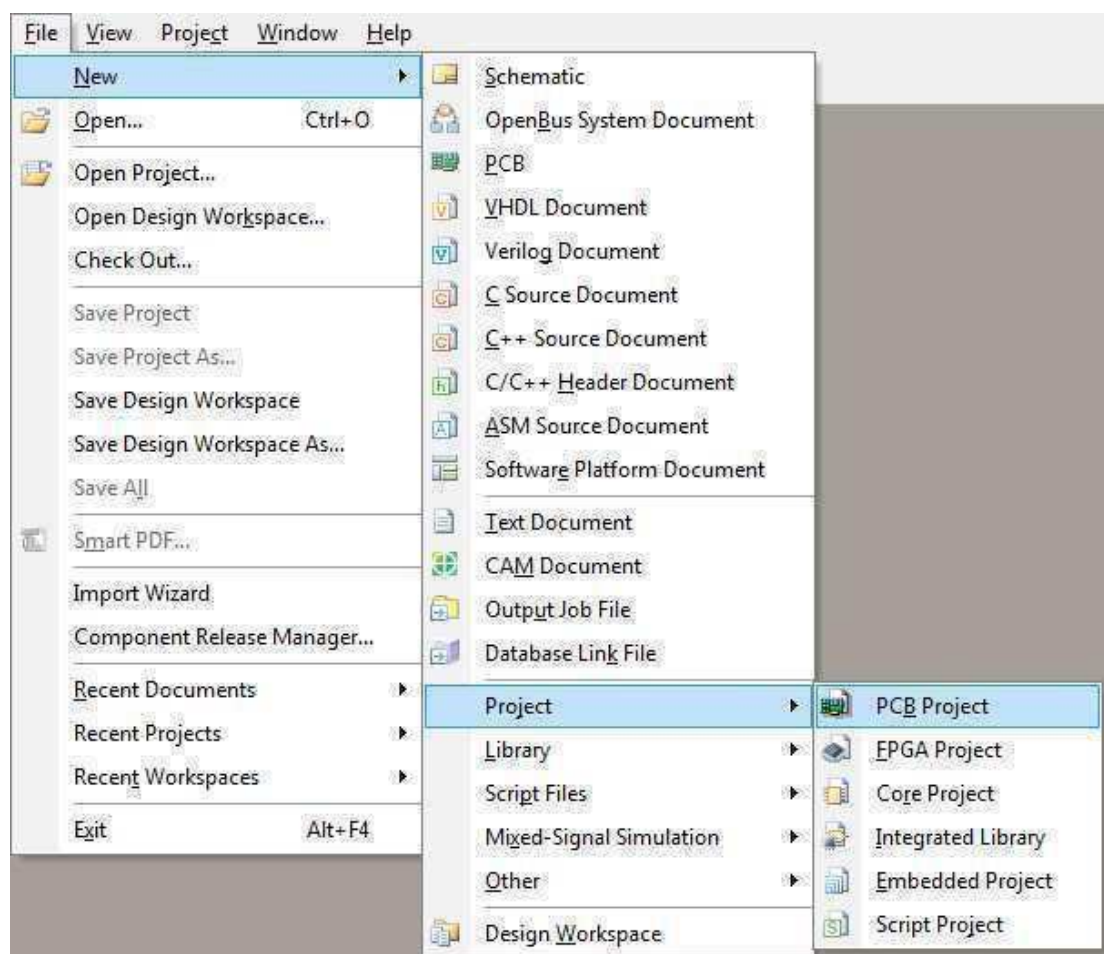 File View Project Window Help
New
Open... Ctrl+O
Open Project...
Open Design Workspace...
Check Out...
Save Project
Save Project As...
Save Design Workspace
Save Design Workspace As...
Save All
Smart PDF...
Import Wizard
Component Release Manager...
Recent Documents
Recent Projects
Recent Workspaces
Exit Alt+F4
Schematic
OpenBus System Document
PCB
VHDL Document
Verilog Document
C Source Document
C++ Source Document
C/C++ Header Document
ASM Source Document
Software Platform Document
Text Document
CAM Document
Output Job File
Database Link File
Project
Library
Script Files
Mixed-Signal Simulation
Other
Design Workspace
PCB Project
FPGA Project
Core Project
Integrated Library
Embedded Project
Script Project